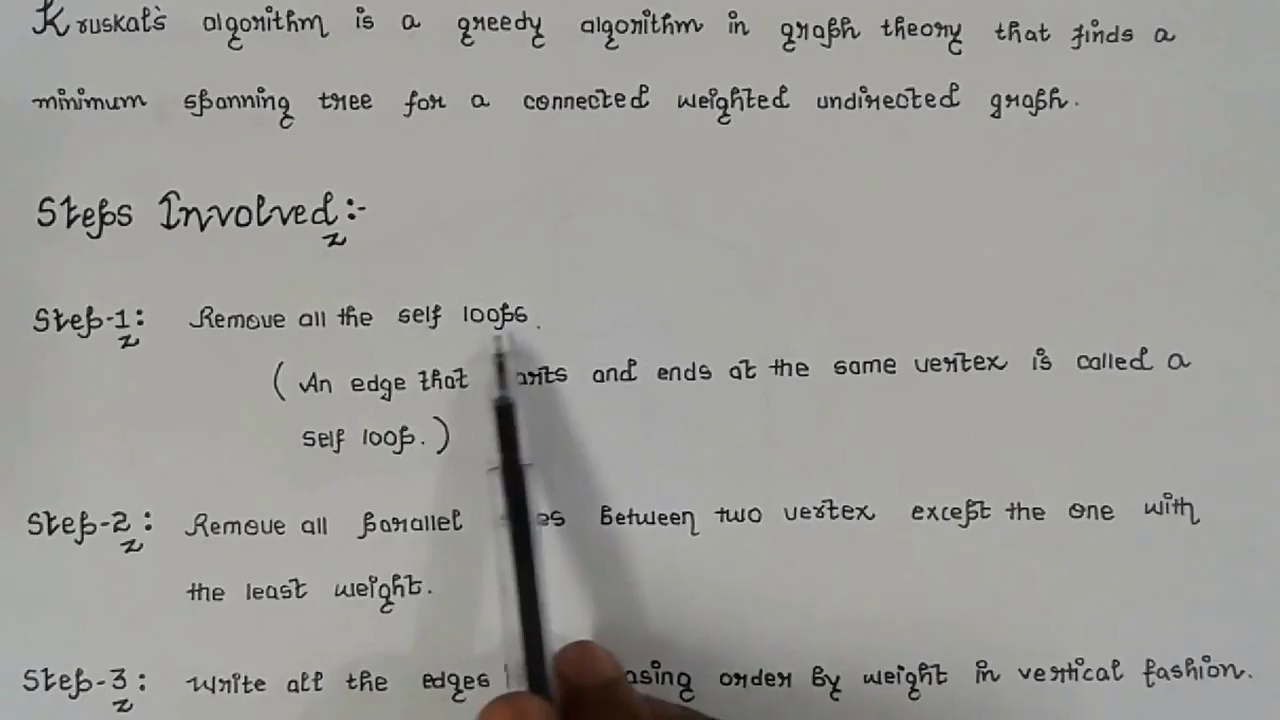 Kruskal's algorithm is a greedy algorithm in graph theory that finds a
minimum spanning tree for a connected weighted undirected graph.
Steps Involved:-
Step-1: Remove all the self loops.
(An edge that and ends at the same vertex is called a
self loop.)
Step-2: Remove all parallel between two vertex except the one with
the least weight.
Step-3: Write all the edges order by weight in vertical fashion.